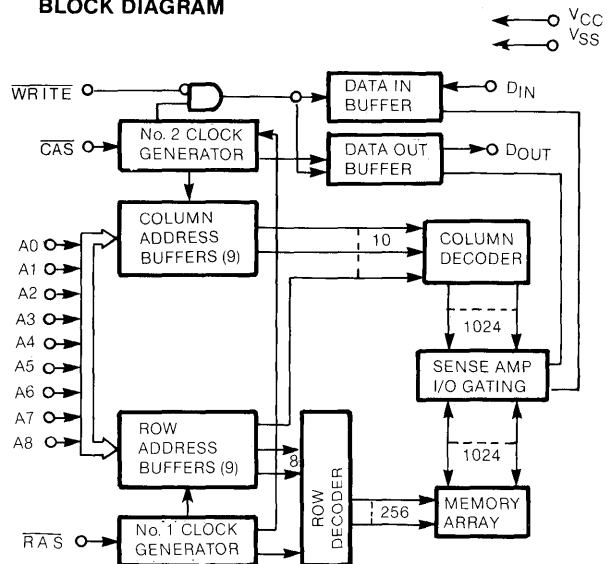 BLOCK DIAGRAM
VCC
VSS
WRITE
DATA IN
BUFFER
DIN
CAS
No. 2 CLOCK
GENERATOR
DATA OUT
BUFFER
DOUT
COLUMN
ADDRESS
BUFFERS (9)
10
COLUMN
DECODER
A0
A1
A2
A3
A4
A5
A6
A7
A8
1024
SENSE AMP
I/O GATING
ROW
ADDRESS
BUFFERS (9)
8
ROW
DECODER
1024
256
MEMORY
ARRAY
RAS
No. 1 CLOCK
GENERATOR